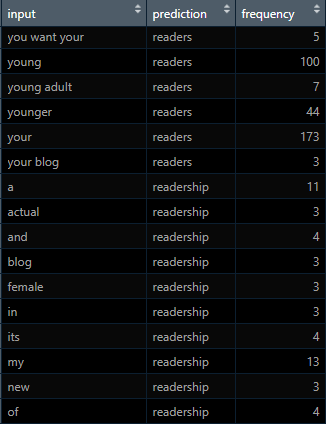 input prediction frequency
you want your readers 5
young readers 100
young adult readers 7
younger readers 44
your readers 173
your blog readers 3
a readership 11
actual readership 3
and readership 4
blog readership 3
female readership 3
in readership 3
its readership 4
my readership 13
new readership 3
of readership 4